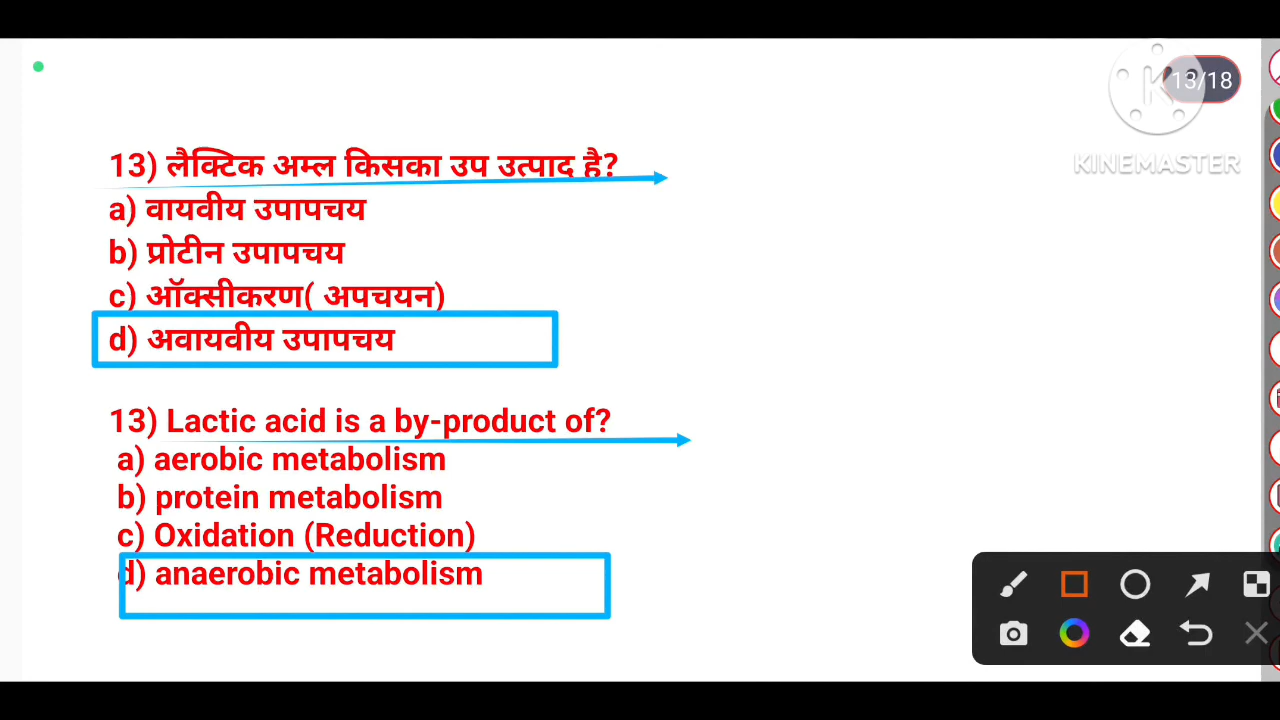 13/18
KINEMASTER
13) लैक्टिक अम्ल किसका उप उत्पाद है?
a) वायवीय उपापचय
b) प्रोटीन उपापचय
c) ऑक्सीकरण( अपचयन)
d) अवायवीय उपापचय
13) Lactic acid is a by-product of?
a) aerobic metabolism
b) protein metabolism
c) Oxidation (Reduction)
d) anaerobic metabolism